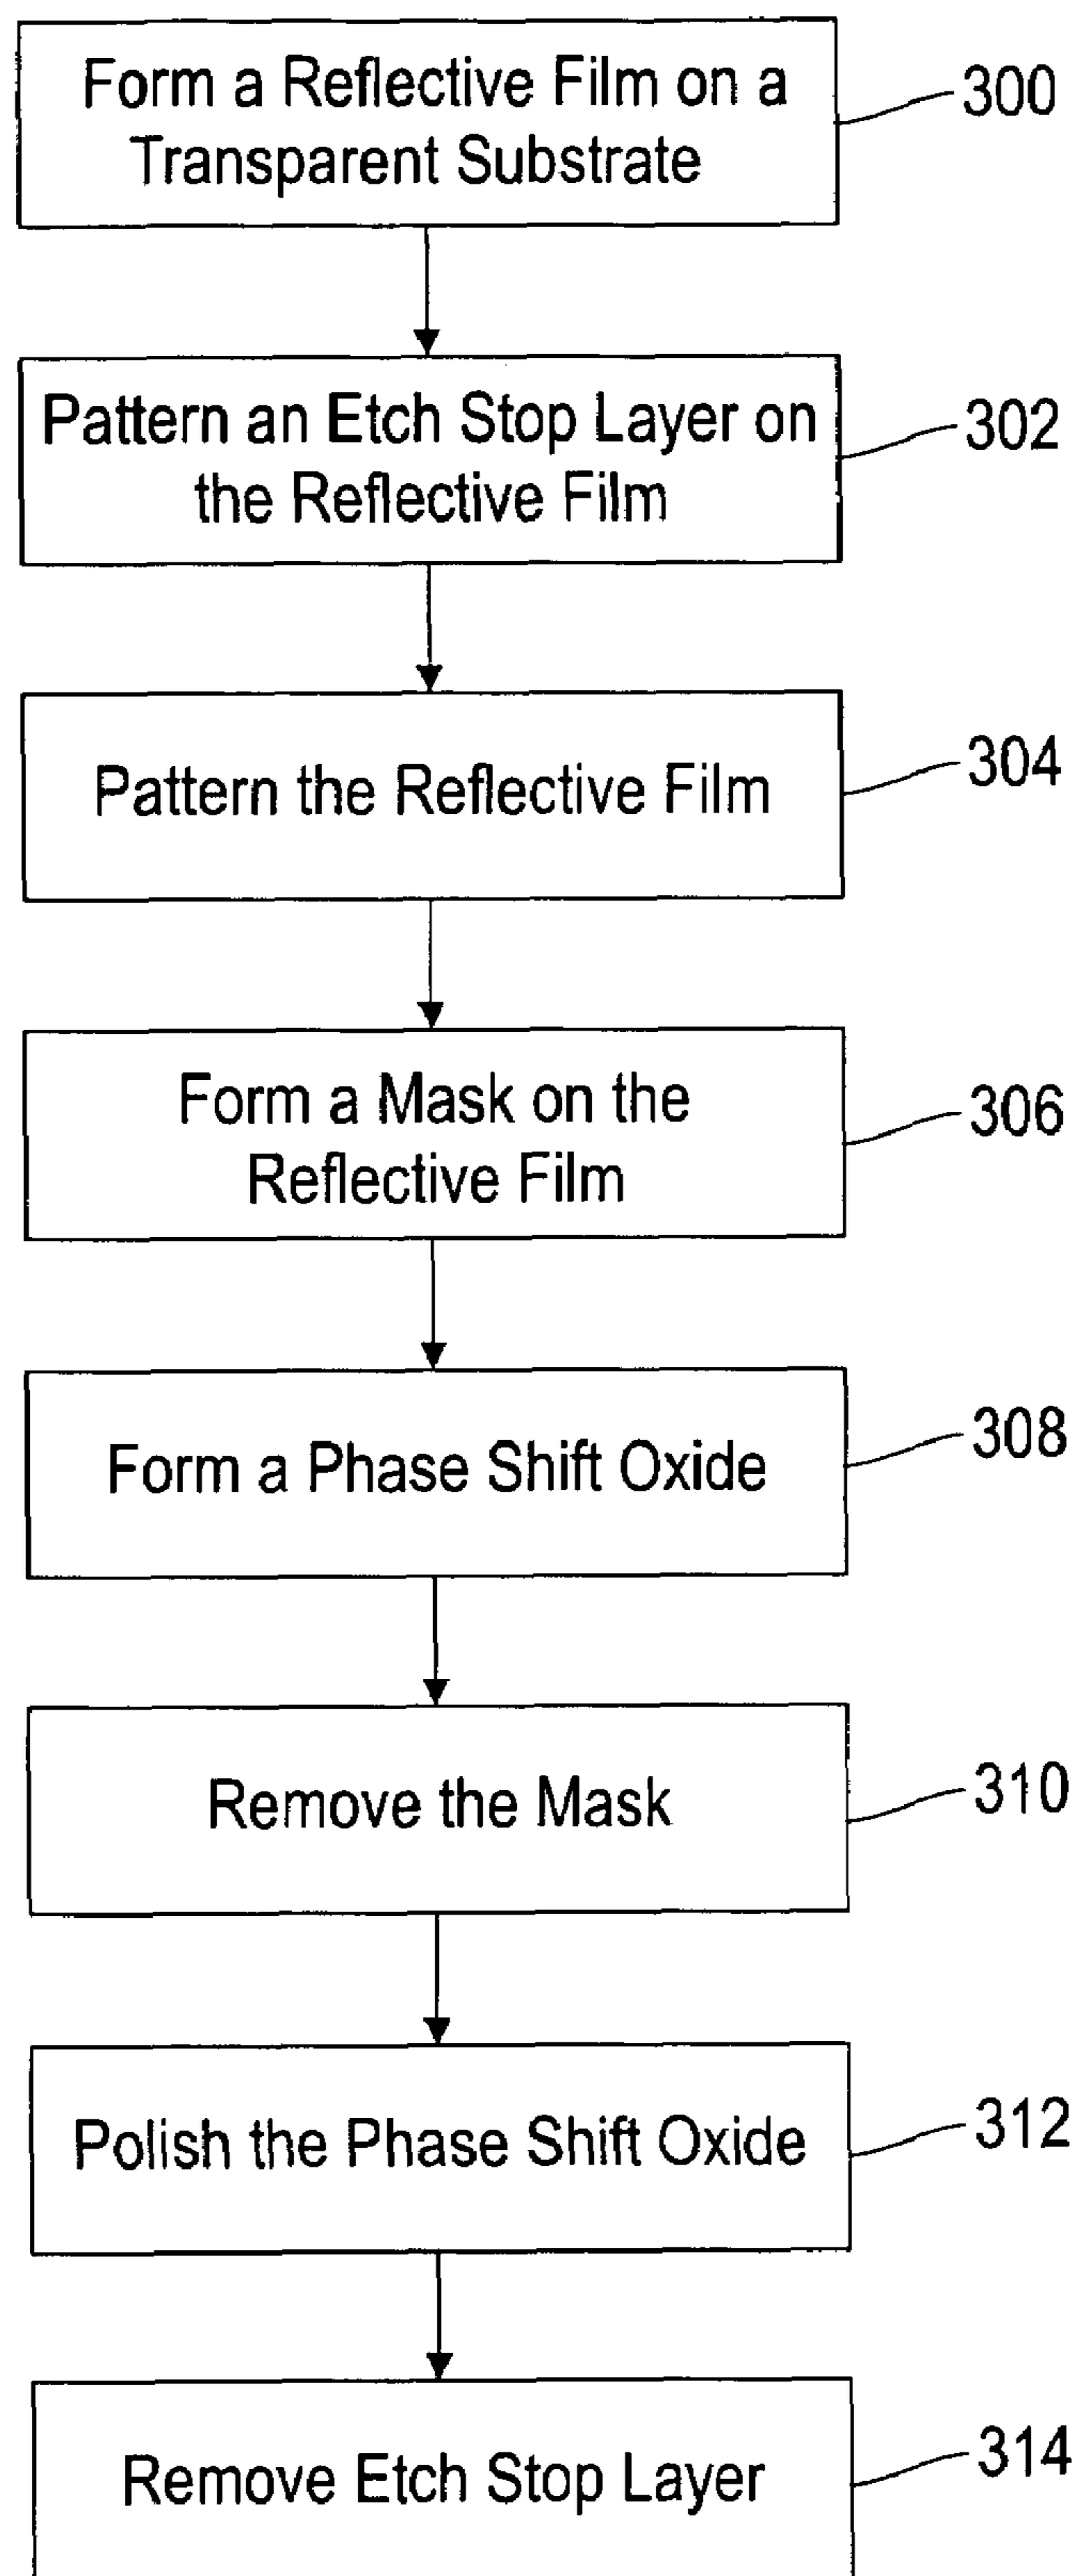 Form a Reflective Film on a
Transparent Substrate
300
Pattern an Etch Stop Layer on
the Reflective Film
302
Pattern the Reflective Film
304
Form a Mask on the
Reflective Film
306
Form a Phase Shift Oxide
308
Remove the Mask
310
Polish the Phase Shift Oxide
312
Remove Etch Stop Layer
314